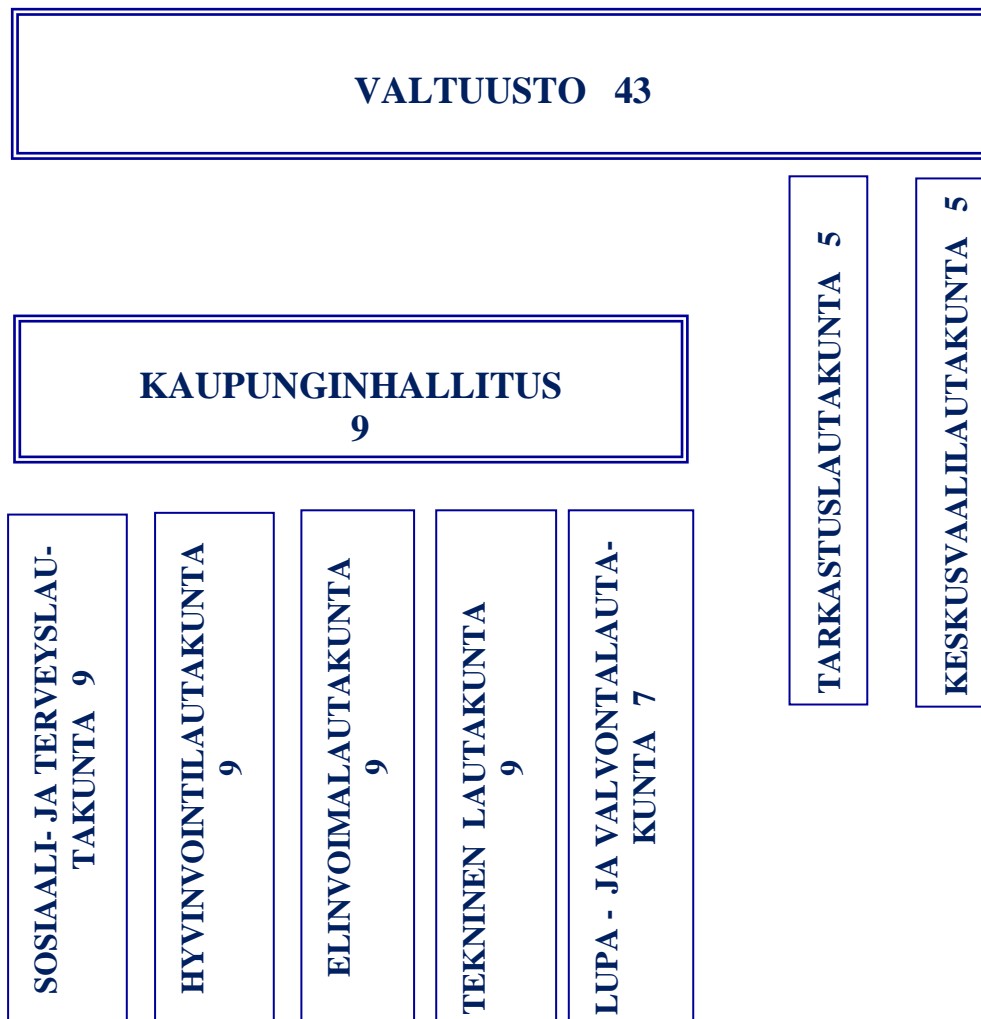 VALTUUSTO 43
TARKASTUSLAUTAKUNTA 5
KESKUSVAALILAUTAKUNTA 5
KAUPUNGINHALLITUS
9
SOSIAALI- JA TERVEYSLAU-
TAKUNTA 9
HYVINVOINTILAUTAKUNTA
9
ELINVOIMALAUTAKUNTA
9
TEKNINEN LAUTAKUNTA
9
LUPA - JA VALVONTALAUTA-
KUNTA 7